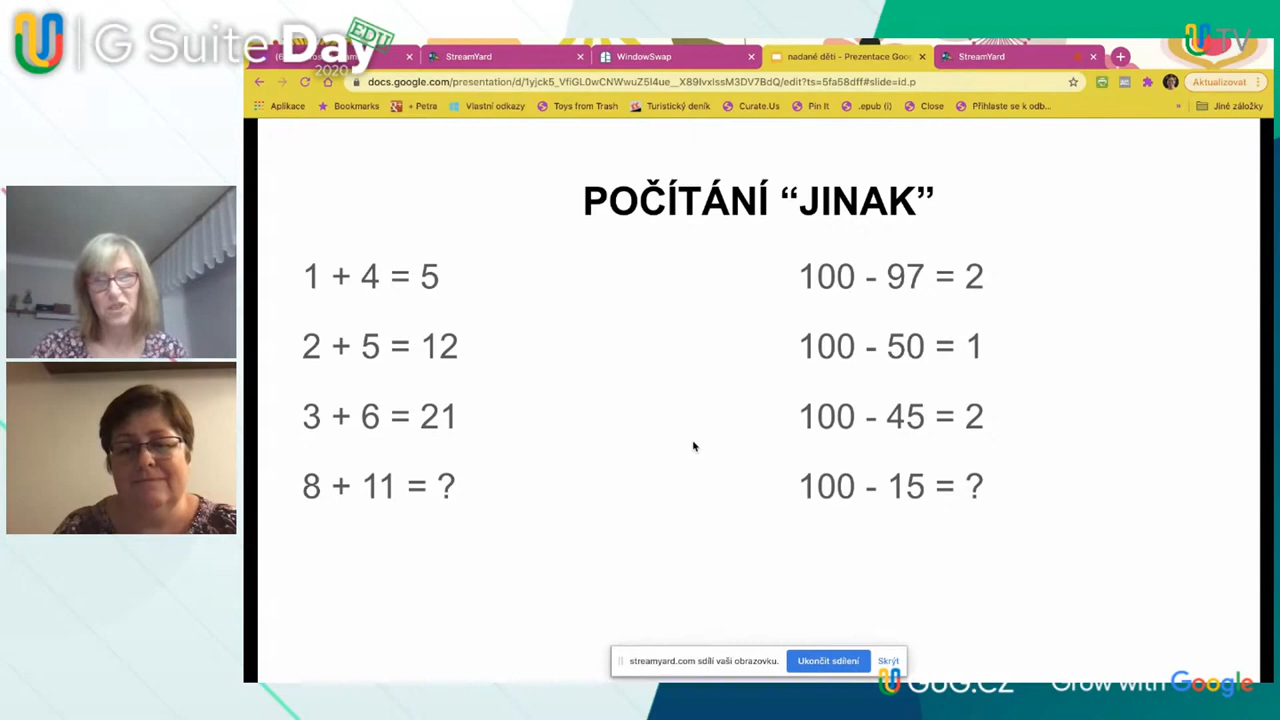 G Suite Day
EDU
2020
TV
StreamYard
WindowSwap
nadané děti - Prezentace Goog
StreamYard
docs.google.com/presentation/d/1yjck5_VfiGL0wCNWwuZ5l4ue__X89IvxIssM3DV7BdQ/edit?ts=5fa58dff#slide=id.p
Aktualizovat
Aplikace
Bookmarks
+ Petra
Vlastní odkazy
Toys from Trash
Turistický deník
Curate.Us
Pin It
.epub (i)
Close
Přihlaste se k odb...
Jiné záložky
POČÍTÁNÍ “JINAK”
1 + 4 = 5
2 + 5 = 12
3 + 6 = 21
8 + 11 = ?
100 - 97 = 2
100 - 50 = 1
100 - 45 = 2
100 - 15 = ?
streamyard.com sdílí vaši obrazovku.
Ukončit sdílení
Skrýt
GUG.CZ
Grow with Google